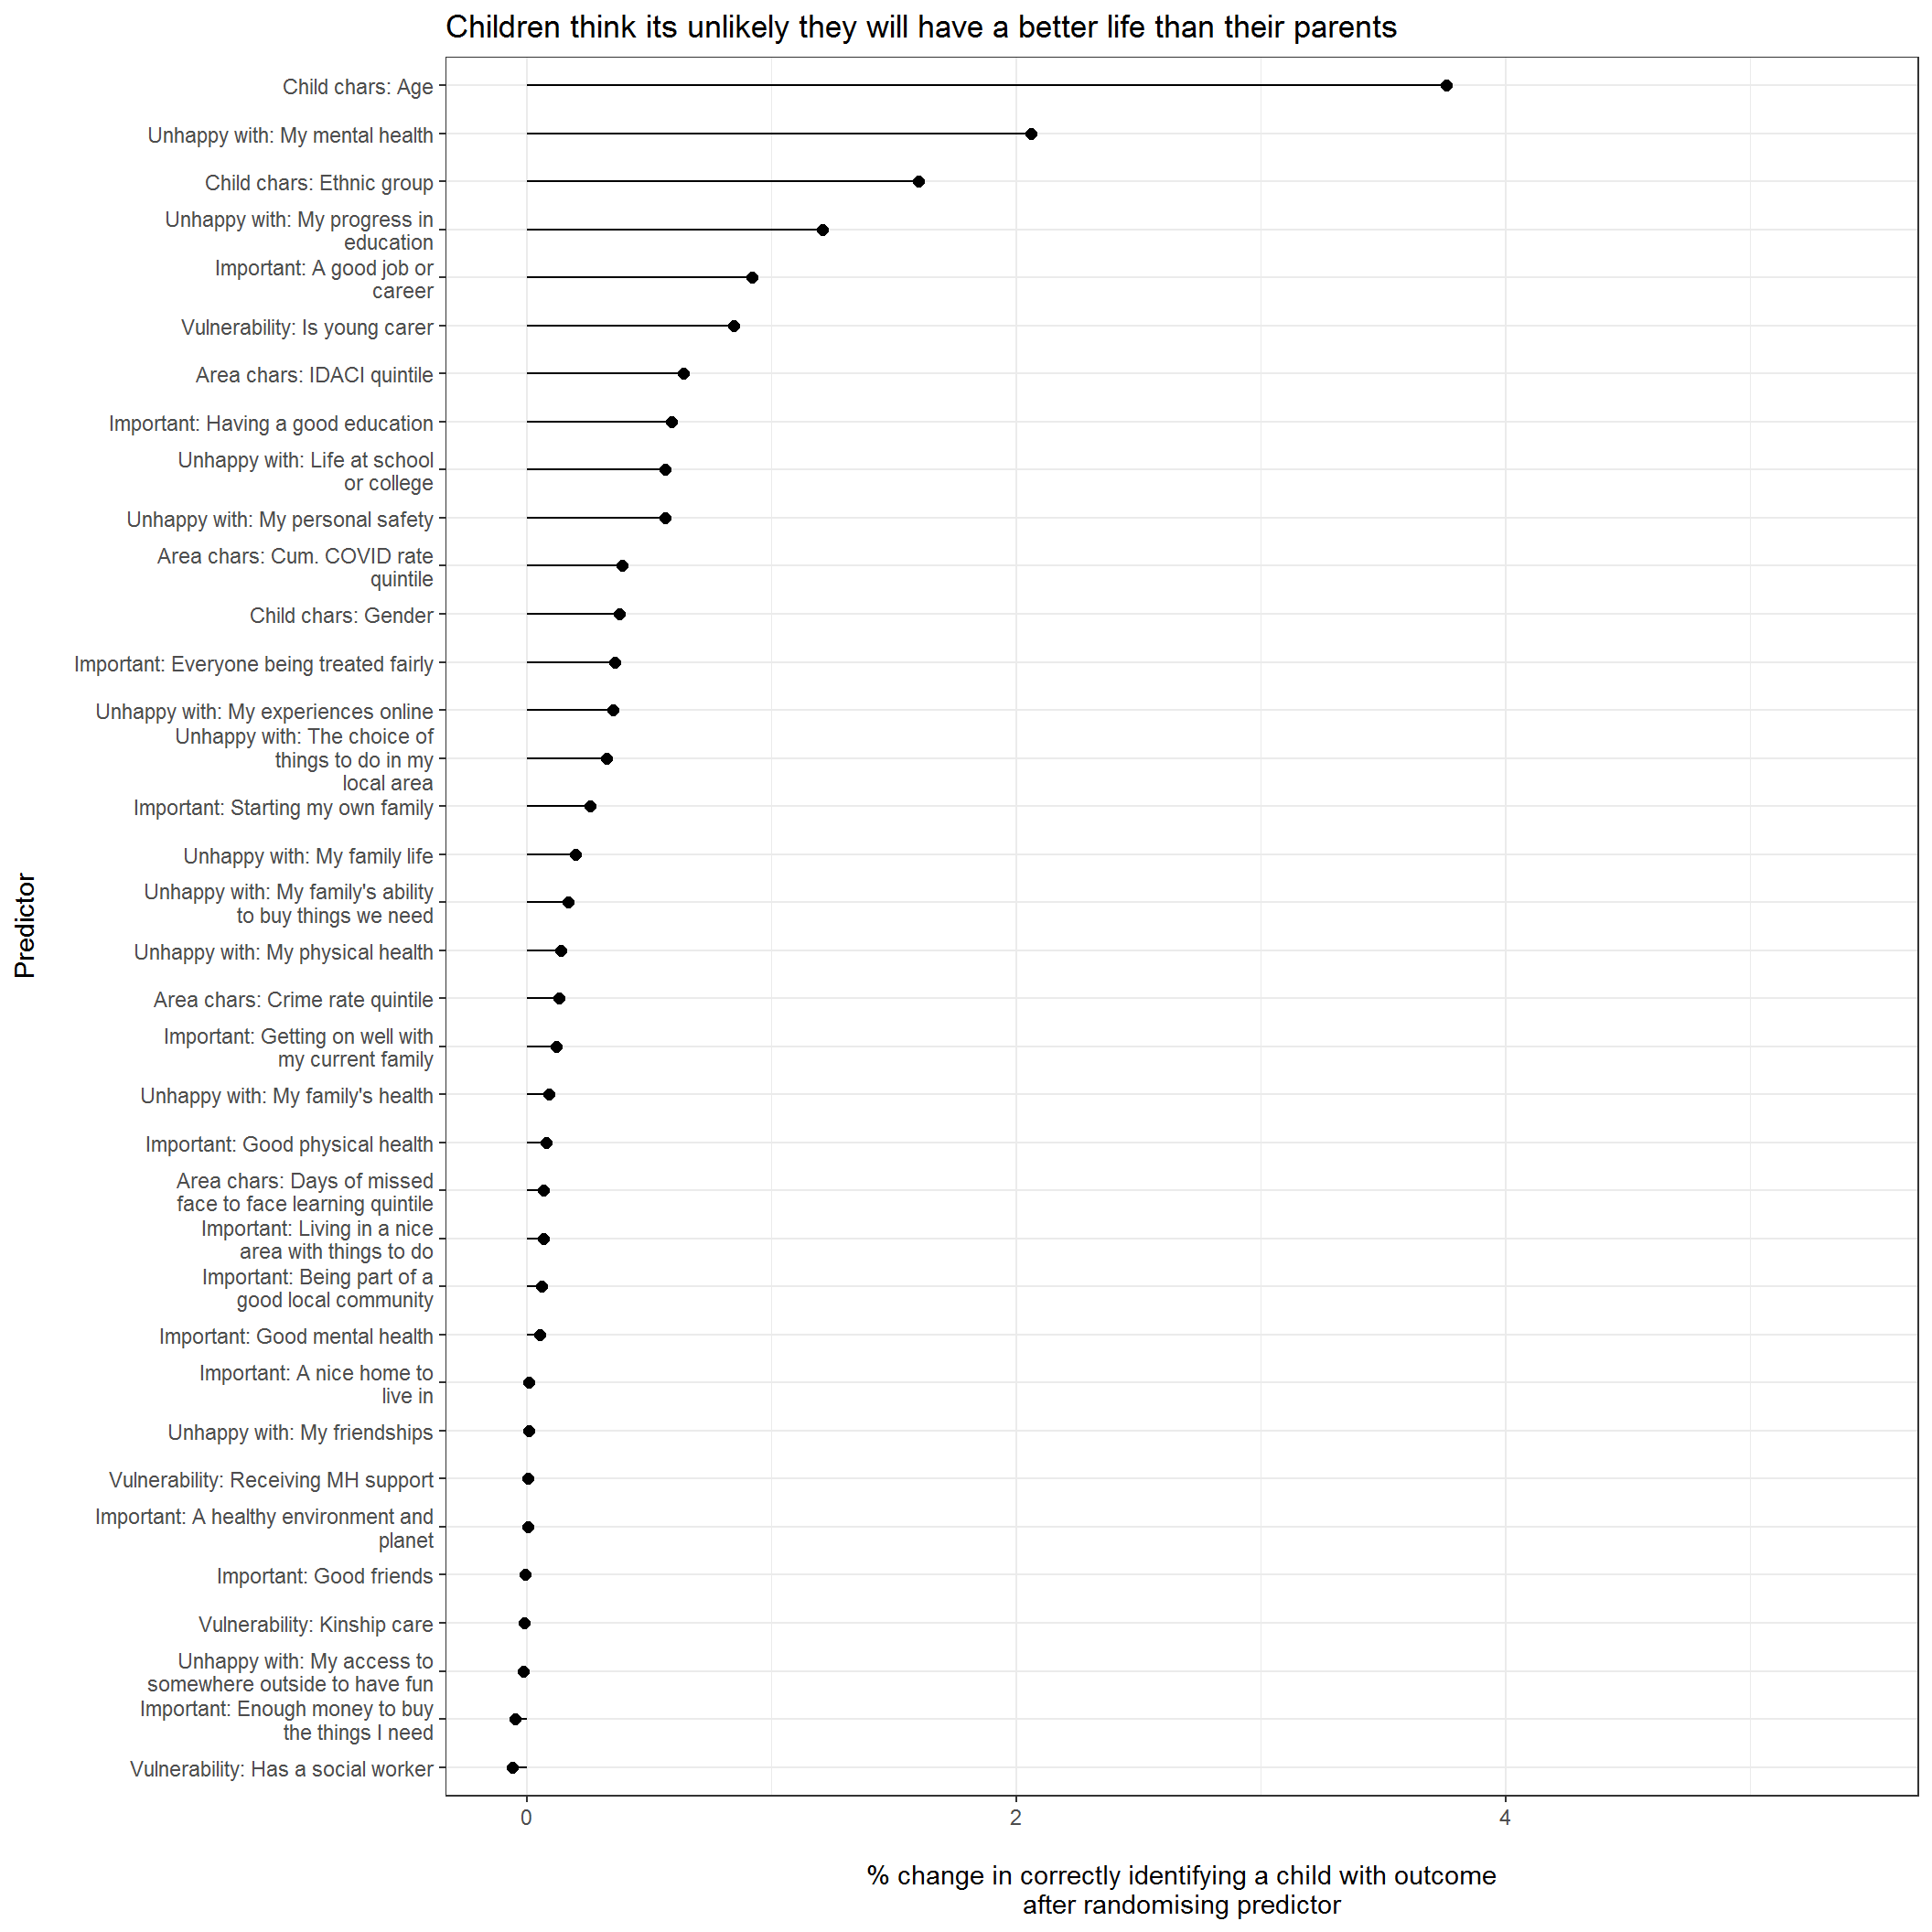 Children think its unlikely they will have a better life than their parents
Child chars: Age
Unhappy with: My mental health
Child chars: Ethnic group
Unhappy with: My progress in
education
Important: A good job or
career
Vulnerability: Is young carer
Area chars: IDACI quintile
Important: Having a good education
Unhappy with: Life at school
or college
Unhappy with: My personal safety
Area chars: Cum. COVID rate
quintile
Child chars: Gender
Important: Everyone being treated fairly
Unhappy with: My experiences online
Unhappy with: The choice of
things to do in my
local area
Important: Starting my own family
Unhappy with: My family life
Unhappy with: My family's ability
to buy things we need
Unhappy with: My physical health
Area chars: Crime rate quintile
Important: Getting on well with
my current family
Unhappy with: My family's health
Important: Good physical health
Area chars: Days of missed
face to face learning quintile
Important: Living in a nice
area with things to do
Important: Being part of a
good local community
Important: Good mental health
Important: A nice home to
live in
Unhappy with: My friendships
Vulnerability: Receiving MH support
Important: A healthy environment and
planet
Important: Good friends
Vulnerability: Kinship care
Unhappy with: My access to
somewhere outside to have fun
Important: Enough money to buy
the things I need
Vulnerability: Has a social worker
Predictor
0
2
4
% change in correctly identifying a child with outcome
after randomising predictor